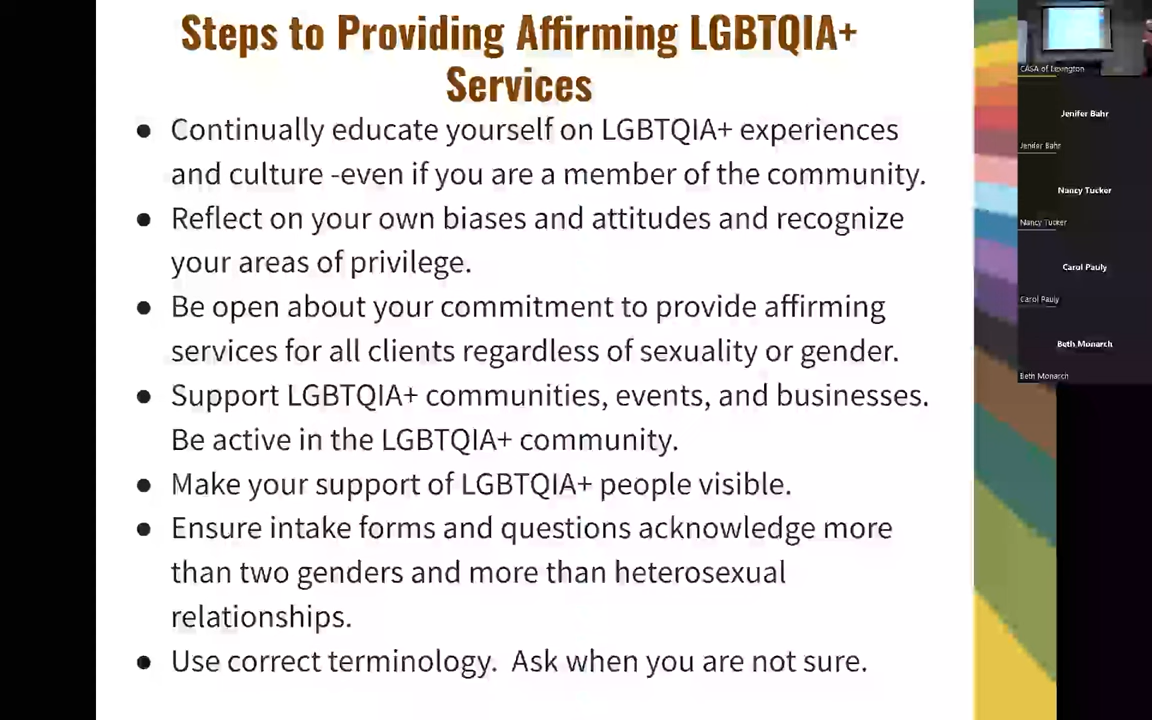 Steps to Providing Affirming LGBTQIA+
Services
● Continually educate yourself on LGBTQIA+ experiences
and culture -even if you are a member of the community.
● Reflect on your own biases and attitudes and recognize
your areas of privilege.
● Be open about your commitment to provide affirming
services for all clients regardless of sexuality or gender.
● Support LGBTQIA+ communities, events, and businesses.
Be active in the LGBTQIA+ community.
● Make your support of LGBTQIA+ people visible.
● Ensure intake forms and questions acknowledge more
than two genders and more than heterosexual
relationships.
● Use correct terminology.  Ask when you are not sure.
CASA of Lexington
Jenifer Bahr
Jenifer Bahr
Nancy Tucker
Nancy Tucker
Carol Pauly
Carol Pauly
Beth Monarch
Beth Monarch